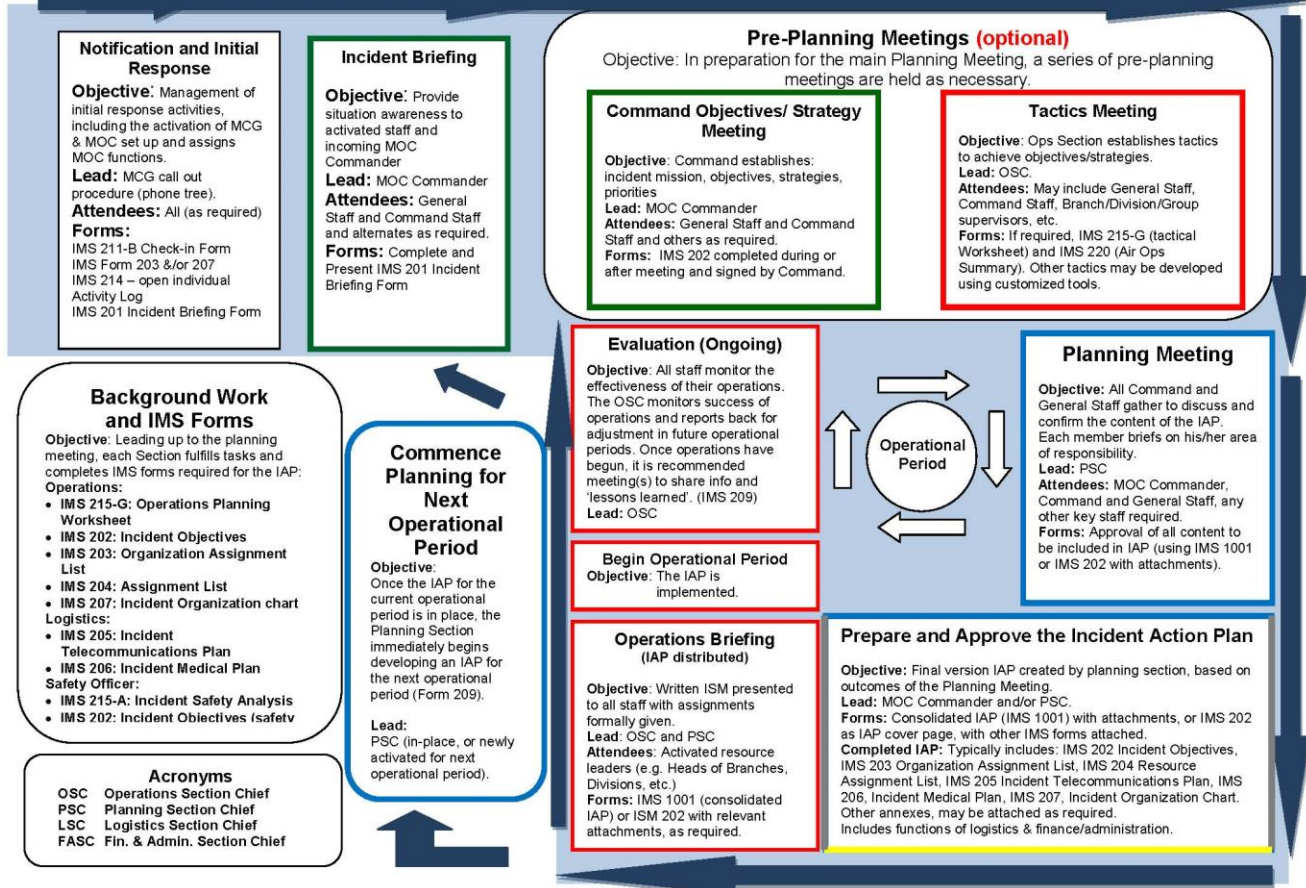 Notification and Initial
Response
Objective: Management of
initial response activities,
including the activation of MCG
& MOC set up and assigns
MOC functions.
Lead: MCG call out
procedure (phone tree).
Attendees: All (as required)
Forms:
IMS 211-B Check-in Form
IMS Form 203 &/or 207
IMS 214 – open individual
Activity Log
IMS 201 Incident Briefing Form
Incident Briefing
Objective: Provide
situation awareness to
activated staff and
incoming MOC
Commander
Lead: MOC Commander
Attendees: General
Staff and Command Staff
and alternates as required.
Forms: Complete and
Present IMS 201 Incident
Briefing Form
Pre-Planning Meetings (optional)
Objective: In preparation for the main Planning Meeting, a series of pre-planning
meetings are held as necessary.
Command Objectives/ Strategy
Meeting
Objective: Command establishes:
incident mission, objectives, strategies,
priorities
Lead: MOC Commander
Attendees: General Staff and Command
Staff and others as required.
Forms: IMS 202 completed during or
after meeting and signed by Command.
Tactics Meeting
Objective: Ops Section establishes tactics
to achieve objectives/strategies.
Lead: OSC.
Attendees: May include General Staff,
Command Staff, Branch/Division/Group
supervisors, etc.
Forms: If required, IMS 215-G (tactical
Worksheet) and IMS 220 (Air Ops
Summary). Other tactics may be developed
using customized tools.
Background Work
and IMS Forms
Objective: Leading up to the planning
meeting, each Section fulfills tasks and
completes IMS forms required for the IAP:
Operations:
• IMS 215-G: Operations Planning
Worksheet
• IMS 202: Incident Objectives
• IMS 203: Organization Assignment
List
• IMS 204: Assignment List
• IMS 207: Incident Organization chart
Logistics:
• IMS 205: Incident
Telecommunications Plan
• IMS 206: Incident Medical Plan
Safety Officer:
• IMS 215-A: Incident Safety Analysis
• IMS 202: Incident Objectives (safety
Acronyms
OSC Operations Section Chief
PSC Planning Section Chief
LSC Logistics Section Chief
FASC Fin. & Admin. Section Chief
Commence
Planning for
Next
Operational
Period
Objective:
Once the IAP for the
current operational
period is in place, the
Planning Section
immediately begins
developing an IAP for
the next operational
period (Form 209).
Lead:
PSC (in-place, or newly
activated for next
operational period).
Evaluation (Ongoing)
Objective: All staff monitor the
effectiveness of their operations.
The OSC monitors success of
operations and reports back for
adjustment in future operational
periods. Once operations have
begun, it is recommended
meeting(s) to share info and
‘lessons learned’. (IMS 209)
Lead: OSC
Begin Operational Period
Objective: The IAP is
implemented.
Operations Briefing
(IAP distributed)
Objective: Written ISM presented
to all staff with assignments
formally given.
Lead: OSC and PSC
Attendees: Activated resource
leaders (e.g. Heads of Branches,
Divisions, etc.)
Forms: IMS 1001 (consolidated
IAP) or ISM 202 with relevant
attachments, as required.
Operational
Period
Planning Meeting
Objective: All Command and
General Staff gather to discuss and
confirm the content of the IAP.
Each member briefs on his/her area
of responsibility.
Lead: PSC
Attendees: MOC Commander,
Command and General Staff, any
other key staff required.
Forms: Approval of all content to
be included in IAP (using IMS 1001
or IMS 202 with attachments).
Prepare and Approve the Incident Action Plan
Objective: Final version IAP created by planning section, based on
outcomes of the Planning Meeting.
Lead: MOC Commander and/or PSC.
Forms: Consolidated IAP (IMS 1001) with attachments, or IMS 202
as IAP cover page, with other IMS forms attached.
Completed IAP: Typically includes: IMS 202 Incident Objectives,
IMS 203 Organization Assignment List, IMS 204 Resource
Assignment List, IMS 205 Incident Telecommunications Plan, IMS
206, Incident Medical Plan, IMS 207, Incident Organization Chart.
Other annexes, may be attached as required.
Includes functions of logistics & finance/administration.